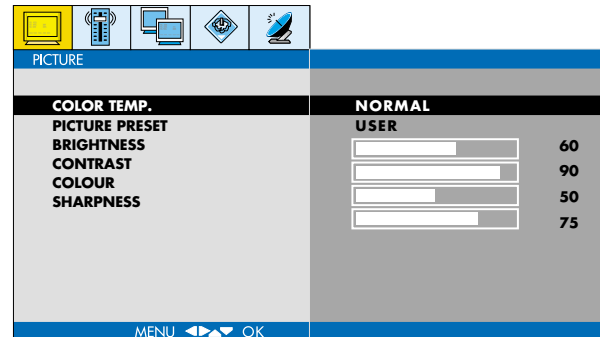 PICTURE
COLOR TEMP. NORMAL
PICTURE PRESET USER
BRIGHTNESS 60
CONTRAST 90
COLOUR 50
SHARPNESS 75
MENU OK